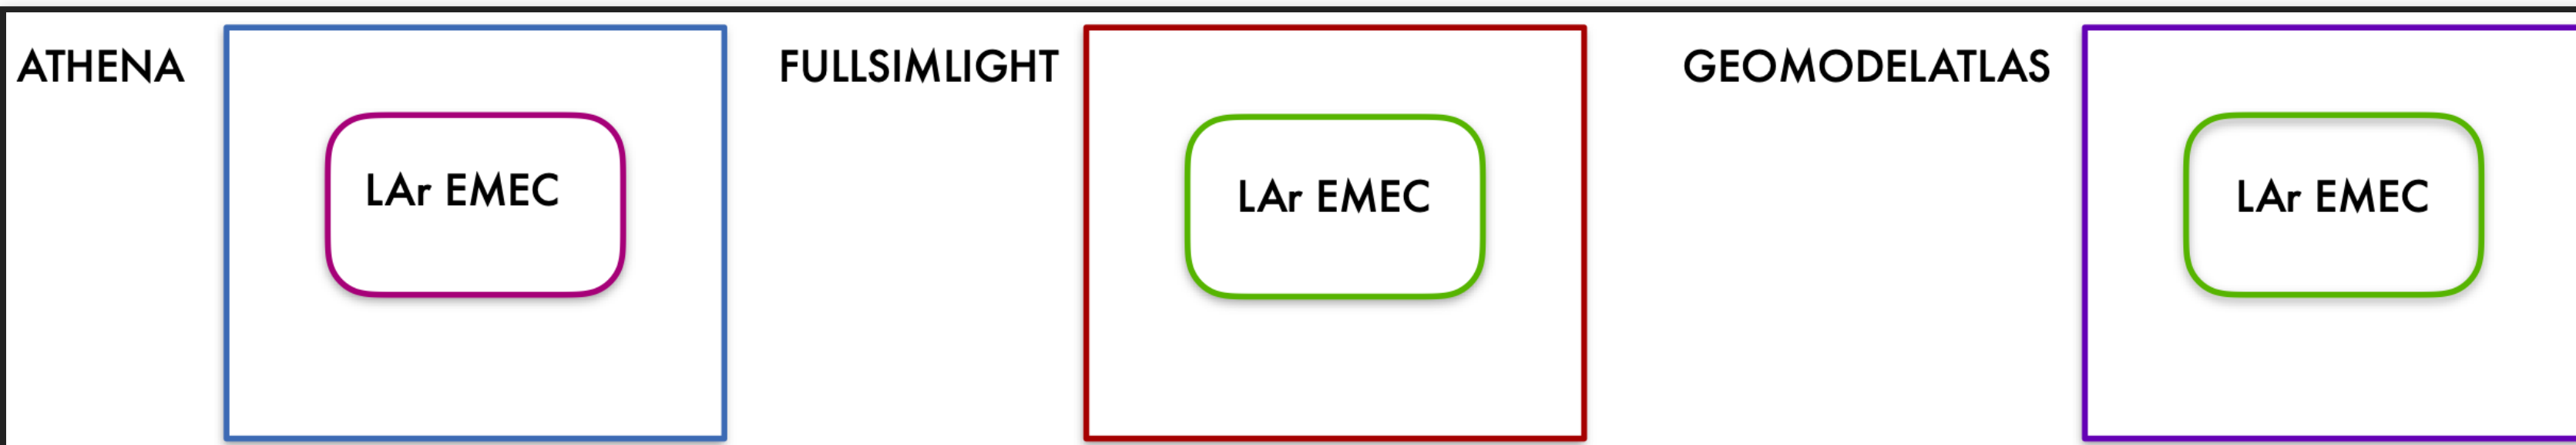 ATHENA
LAr EMEC
FULLSIMLIGHT
LAr EMEC
GEOMODELATLAS
LAr EMEC